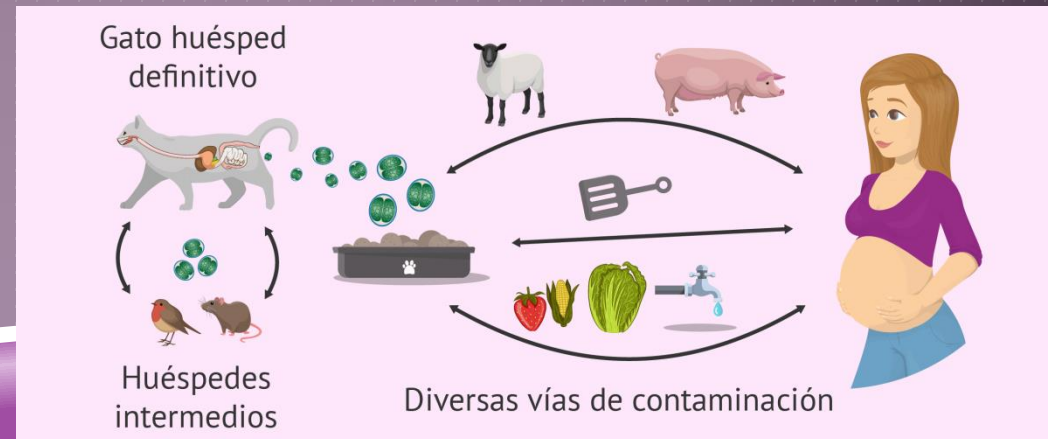 Gato huésped
definitivo
Huéspedes
intermedios
Diversas vías de contaminación